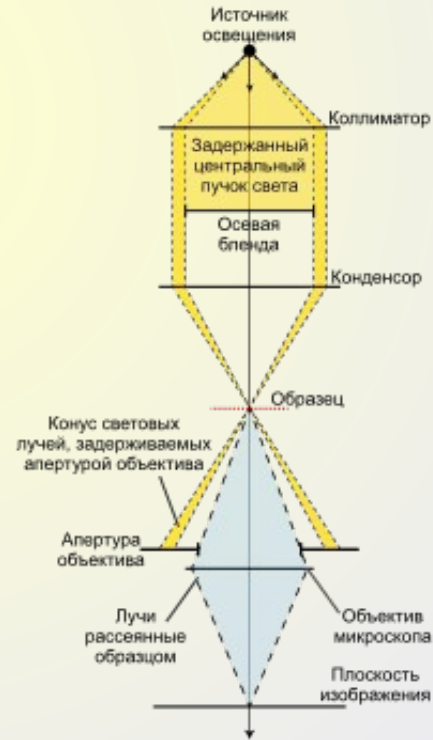 Источник
освещения
Коллиматор
Задержанный
центральный
пучок света
Осевая
бленда
Конденсор
Образец
Конус световых
лучей, задерживаемых
апертурой объектива
Апертура
объектива
Лучи
рассеянные
образцом
Объектив
микроскопа
Плоскость
изображения